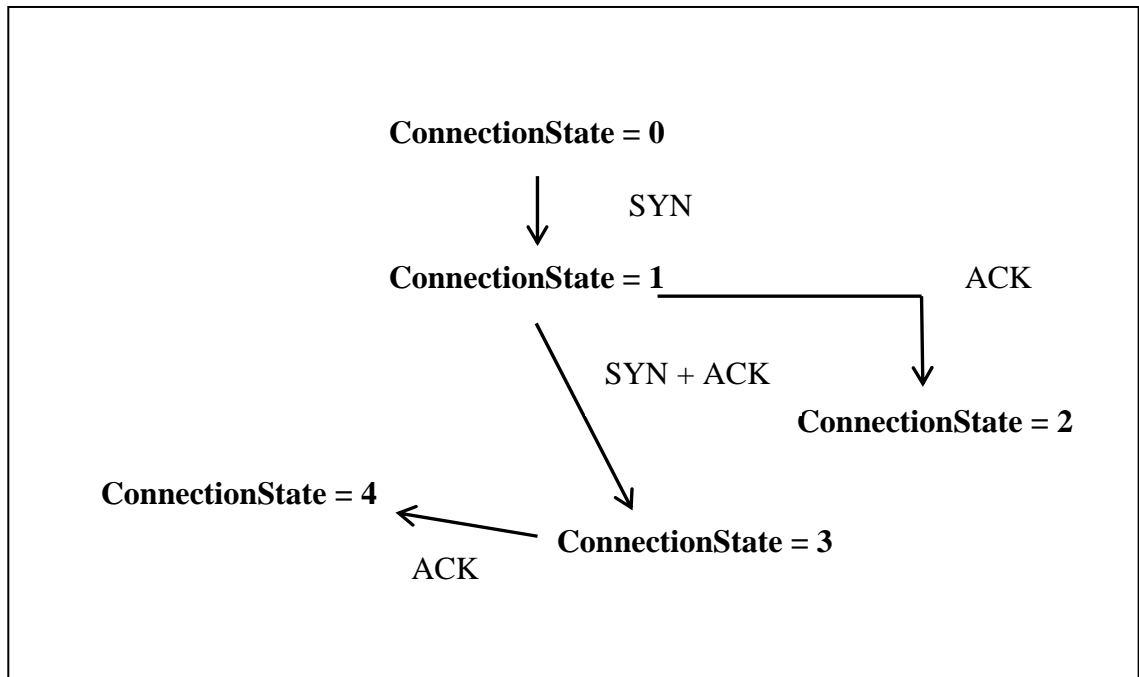 ConnectionState = 0
SYN
ConnectionState = 1
ACK
SYN + ACK
ConnectionState = 2
ConnectionState = 4
ConnectionState = 3
ACK